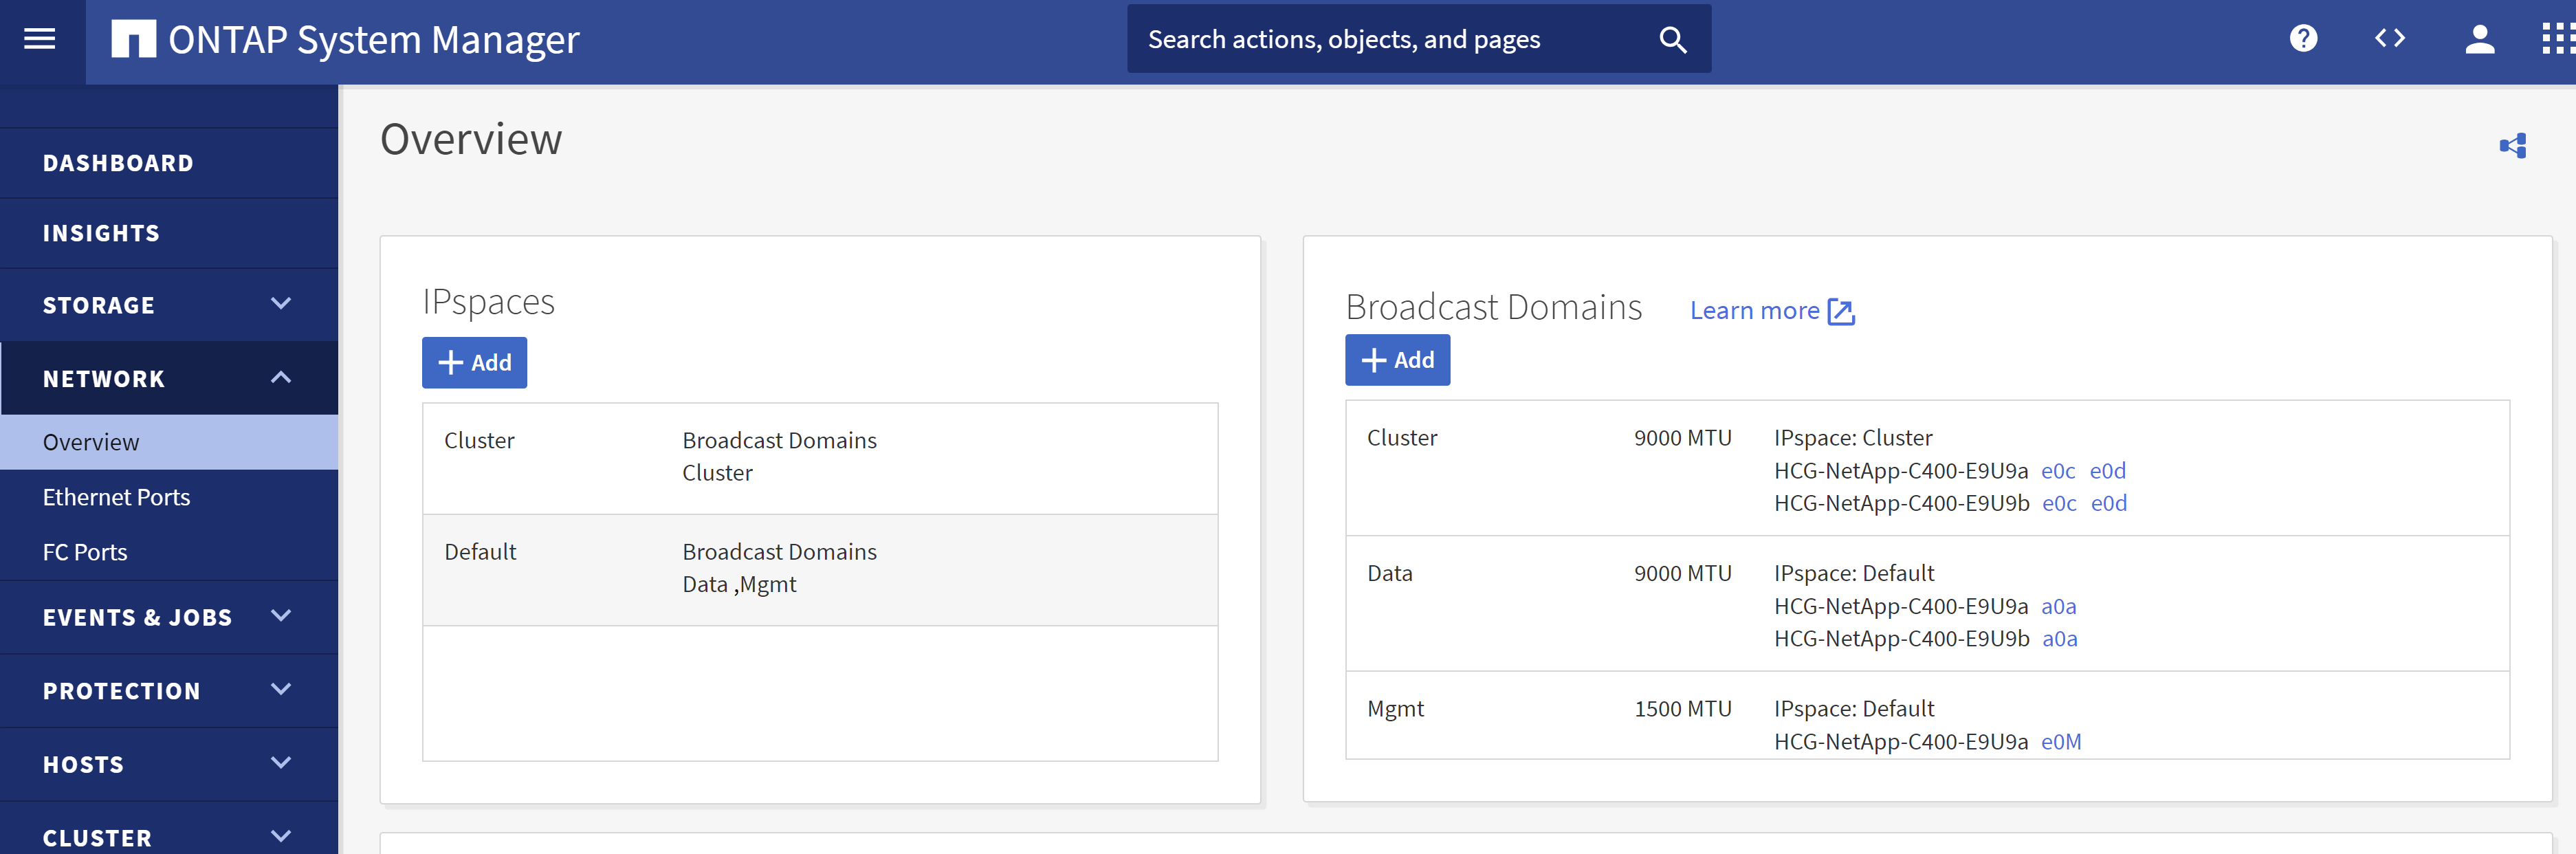 ONTAP System Manager
Search actions, objects, and pages
DASHBOARD
INSIGHTS
STORAGE
NETWORK
Overview
Ethernet Ports
FC Ports
EVENTS & JOBS
PROTECTION
HOSTS
CLUSTER
Overview
IPspaces
Add
Cluster Broadcast Domains
Cluster
Default Broadcast Domains
Data ,Mgmt
Broadcast Domains Learn more
Add
Cluster 9000 MTU IPspace: Cluster
HCG-NetApp-C400-E9U9a e0c e0d
HCG-NetApp-C400-E9U9b e0c e0d
Data 9000 MTU IPspace: Default
HCG-NetApp-C400-E9U9a a0a
HCG-NetApp-C400-E9U9b a0a
Mgmt 1500 MTU IPspace: Default
HCG-NetApp-C400-E9U9a e0M